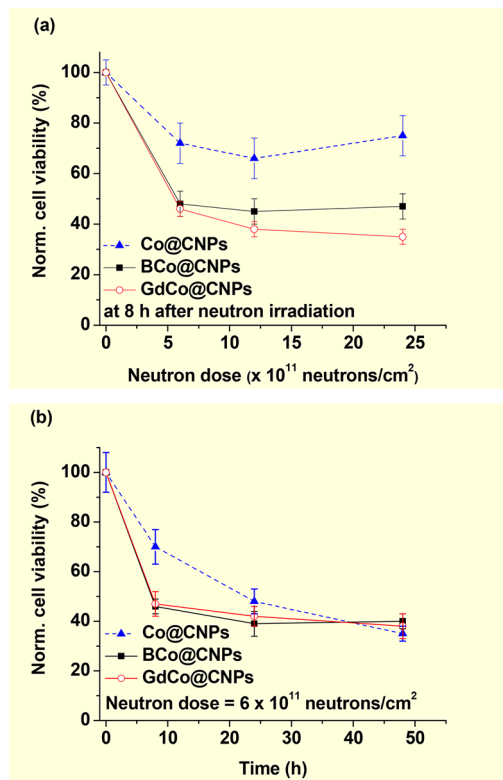 (a)
Norm. cell viability (%)
100
80
60
40
20
0
Co@CNPs
BCo@CNPs
GdCo@CNPs
at 8 h after neutron irradiation
0 5 10 15 20 25
Neutron dose (x 10¹¹ neutrons/cm²)
(b)
Norm. cell viability (%)
100
80
60
40
20
0
Co@CNPs
BCo@CNPs
GdCo@CNPs
Neutron dose = 6 x 10¹¹ neutrons/cm²
0 10 20 30 40 50
Time (h)